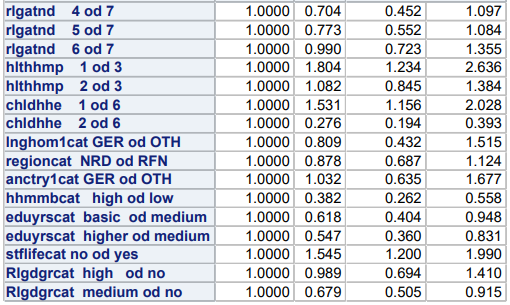 rlgatnd 4 od 7 1.0000 0.704 0.452 1.097
rlgatnd 5 od 7 1.0000 0.773 0.552 1.084
rlgatnd 6 od 7 1.0000 0.990 0.723 1.355
hlthhmp 1 od 3 1.0000 1.804 1.234 2.636
hlthhmp 2 od 3 1.0000 1.082 0.845 1.384
chldhhe 1 od 6 1.0000 1.531 1.156 2.028
chldhhe 2 od 6 1.0000 0.276 0.194 0.393
lnghom1cat GER od OTH 1.0000 0.809 0.432 1.515
regioncat NRD od RFN 1.0000 0.878 0.687 1.124
anctry1cat GER od OTH 1.0000 1.032 0.635 1.677
hhmmbcat high od low 1.0000 0.382 0.262 0.558
eduyrscat basic od medium 1.0000 0.618 0.404 0.948
eduyrscat higher od medium 1.0000 0.547 0.360 0.831
stflifecat no od yes 1.0000 1.545 1.200 1.990
Rlgdgrcat high od no 1.0000 0.989 0.694 1.410
Rlgdgrcat medium od no 1.0000 0.679 0.505 0.915